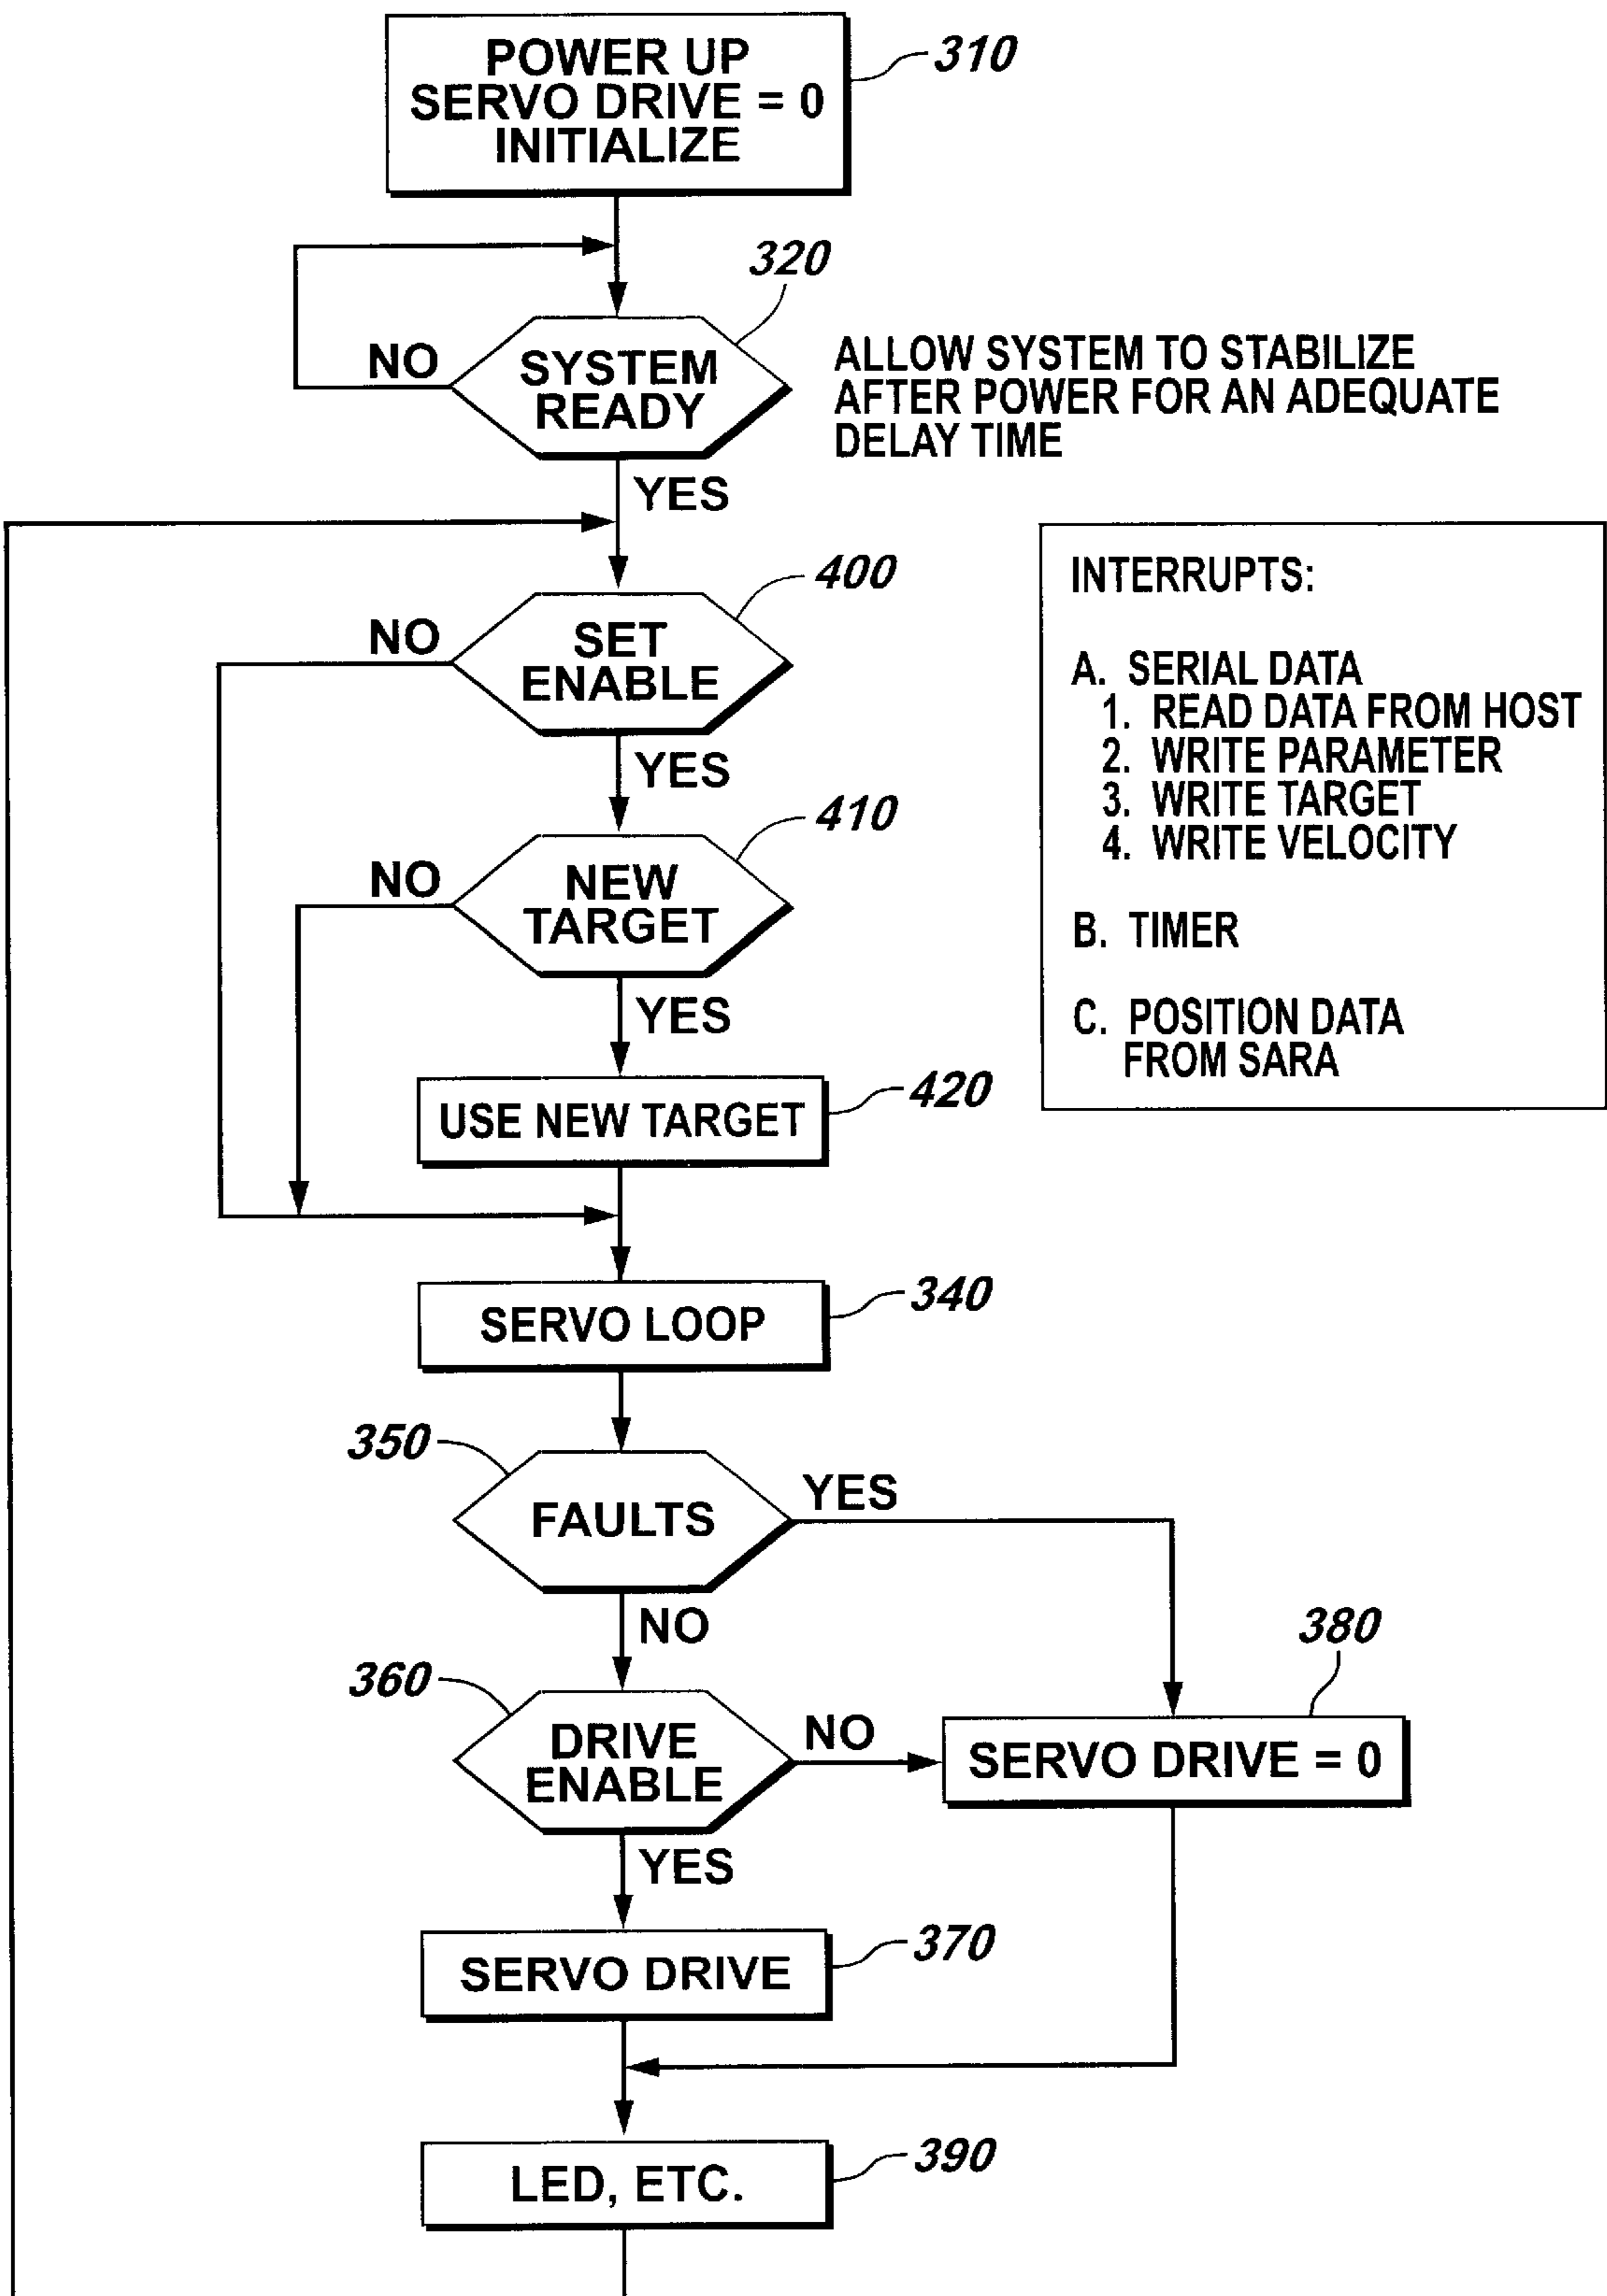 POWER UP
SERVO DRIVE = 0
INITIALIZE
310
320
NO
SYSTEM
READY
ALLOW SYSTEM TO STABILIZE
AFTER POWER FOR AN ADEQUATE
DELAY TIME
YES
400
NO
SET
ENABLE
YES
410
NO
NEW
TARGET
YES
420
USE NEW TARGET
INTERRUPTS:
A. SERIAL DATA
1. READ DATA FROM HOST
2. WRITE PARAMETER
3. WRITE TARGET
4. WRITE VELOCITY
B. TIMER
C. POSITION DATA
FROM SARA
340
SERVO LOOP
350
FAULTS
YES
NO
380
360
DRIVE
ENABLE
NO
SERVO DRIVE = 0
YES
370
SERVO DRIVE
390
LED, ETC.